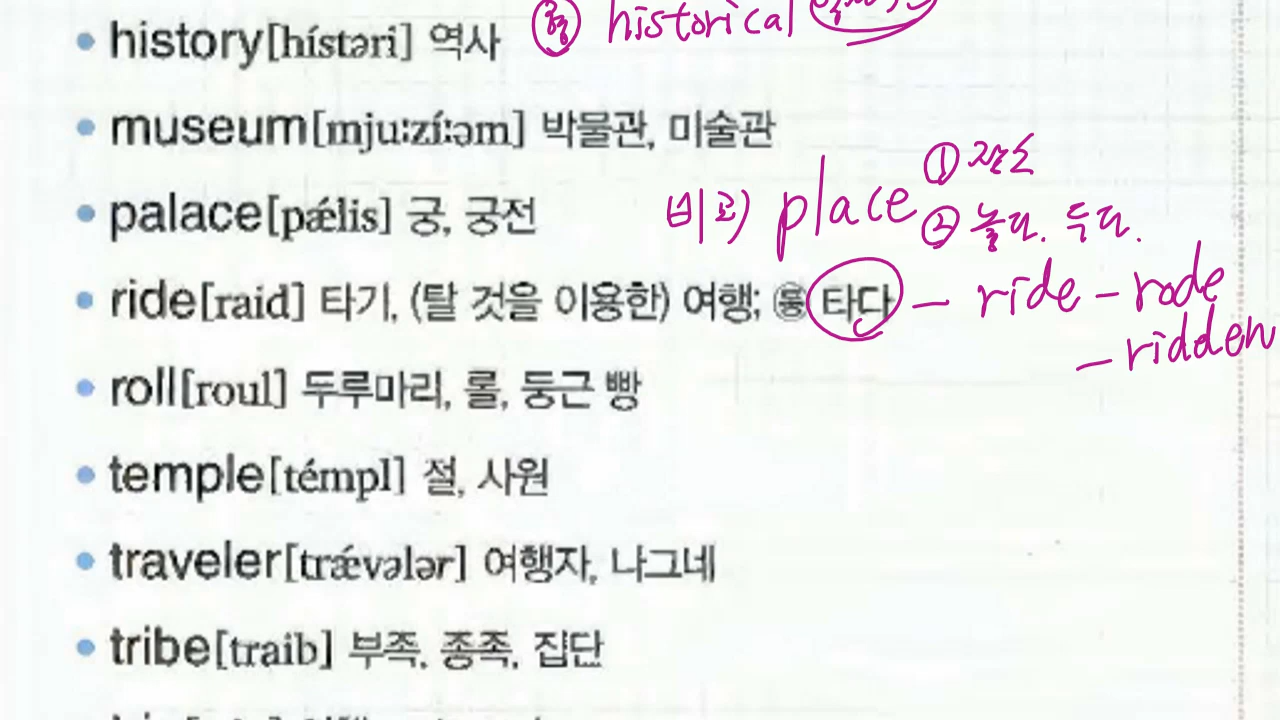 history[hístəri] 역사 형 historical
museum[mju:zí:əm] 박물관, 미술관
① 장소
palace[pǽlis] 궁, 궁전 비교) place
② 놓다. 두다.
ride[raid] 타기, (탈 것을 이용한) 여행; 동 타다 – ride – rode
– ridden
roll[roul] 두루마리, 롤, 둥근 빵
temple[témpl] 절, 사원
traveler[trǽvələr] 여행자, 나그네
tribe[traib] 부족, 종족, 집단